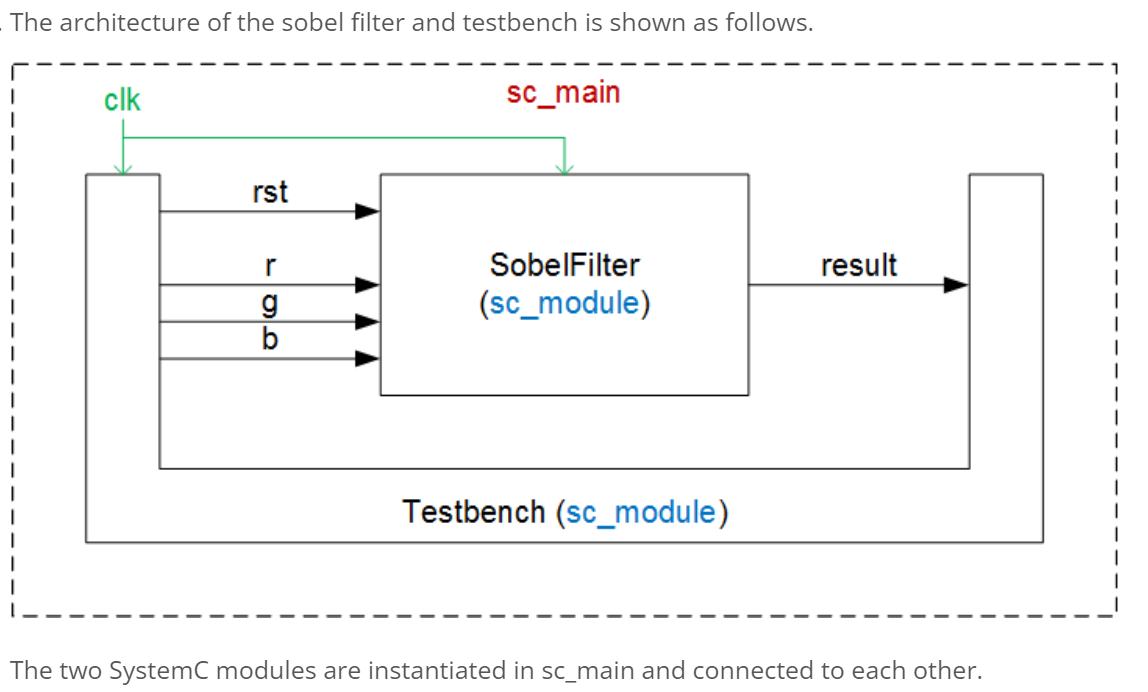 . The architecture of the sobel filter and testbench is shown as follows.
clk
sc_main
rst
r
g
b
SobelFilter
(sc_module)
result
Testbench (sc_module)
The two SystemC modules are instantiated in sc_main and connected to each other.